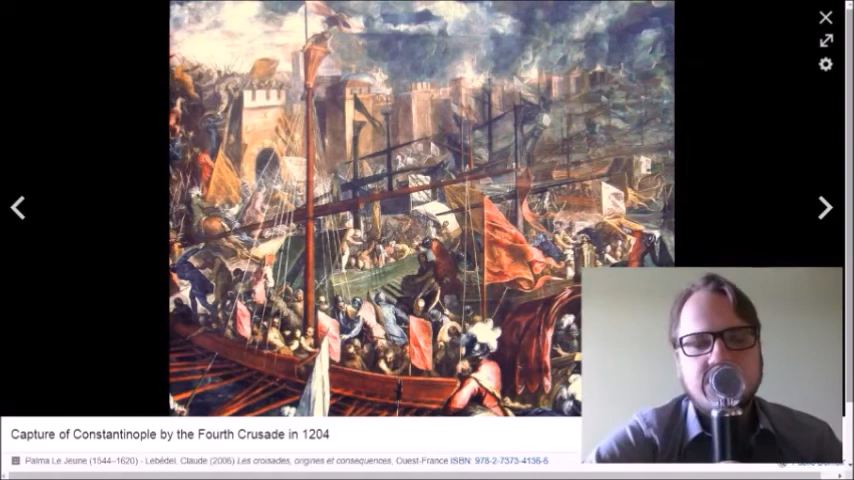 Capture of Constantinople by the Fourth Crusade in 1204
Palma Le Jeune (1544–1620) - Lebédel, Claude (2006) Les croisades, origines et conséquences, Ouest-France ISBN: 978-2-7373-4136-6